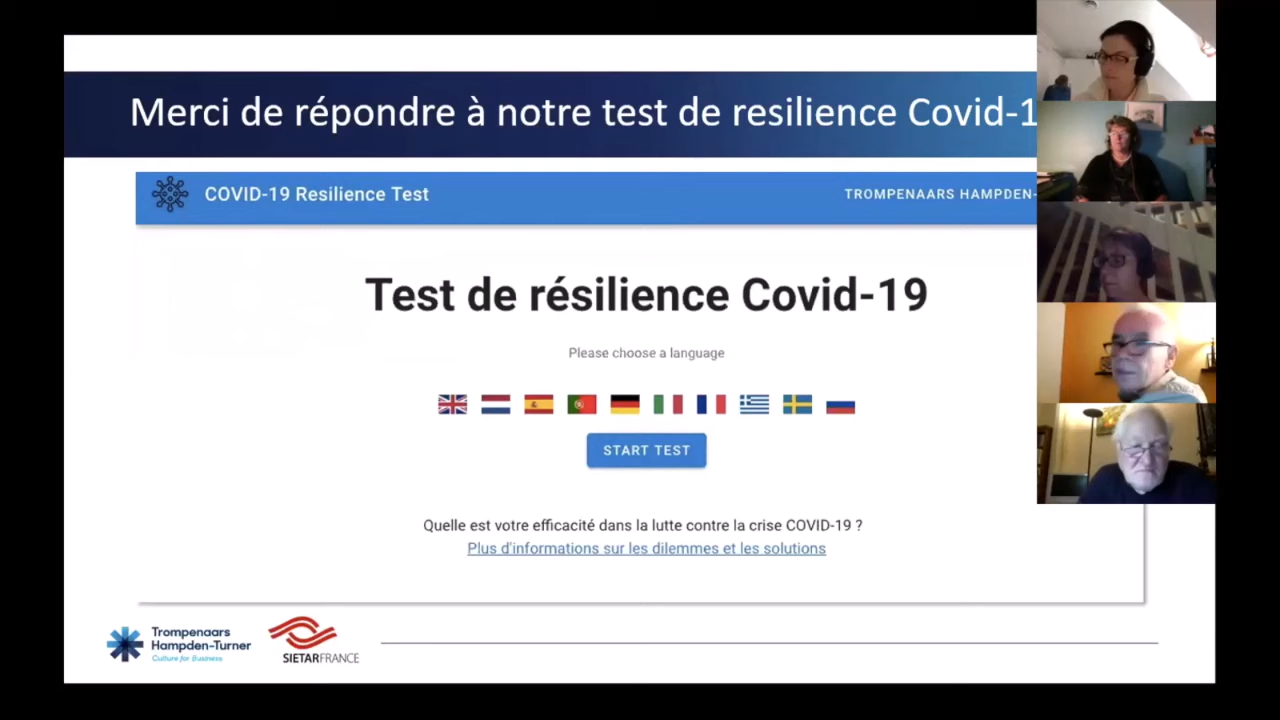 Merci de répondre à notre test de resilience Covid-1
COVID-19 Resilience Test
TROMPENAARS HAMPDEN-
Test de résilience Covid-19
Please choose a language
START TEST
Quelle est votre efficacité dans la lutte contre la crise COVID-19 ?
Plus d'informations sur les dilemmes et les solutions
Trompenaars
Hampden-Turner
Culture for Business
SIETARFRANCE